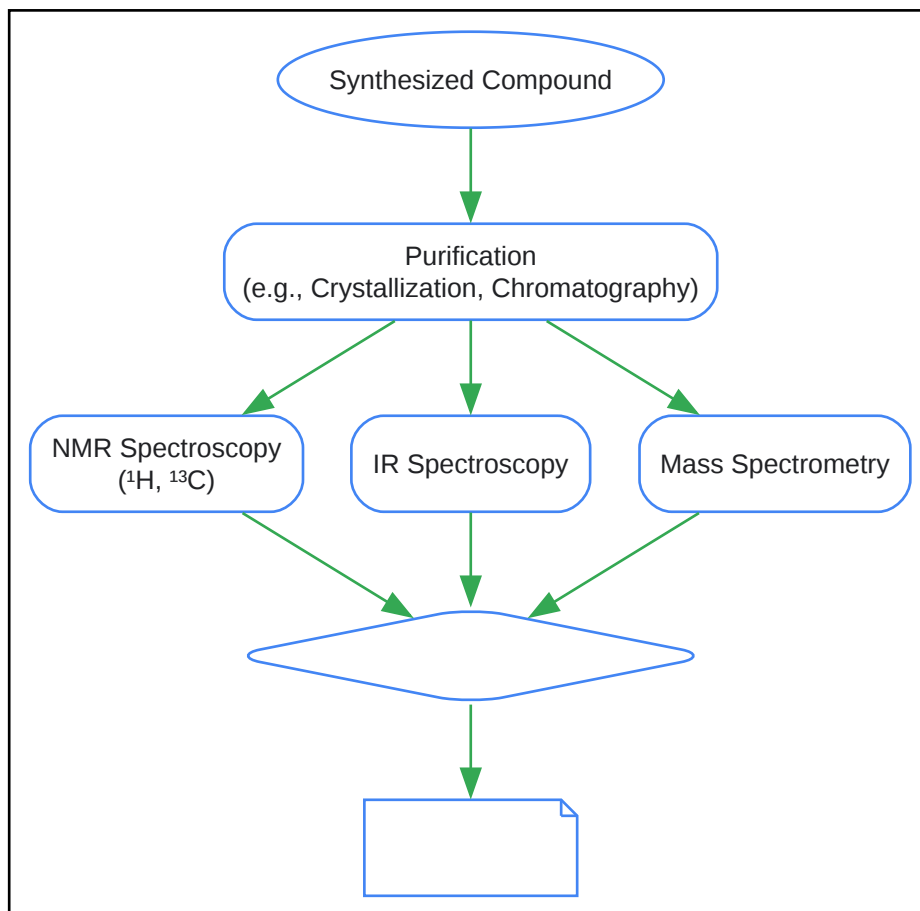 Synthesized Compound
Purification
(e.g., Crystallization, Chromatography)
NMR Spectroscopy
(¹H, ¹³C)
IR Spectroscopy
Mass Spectrometry